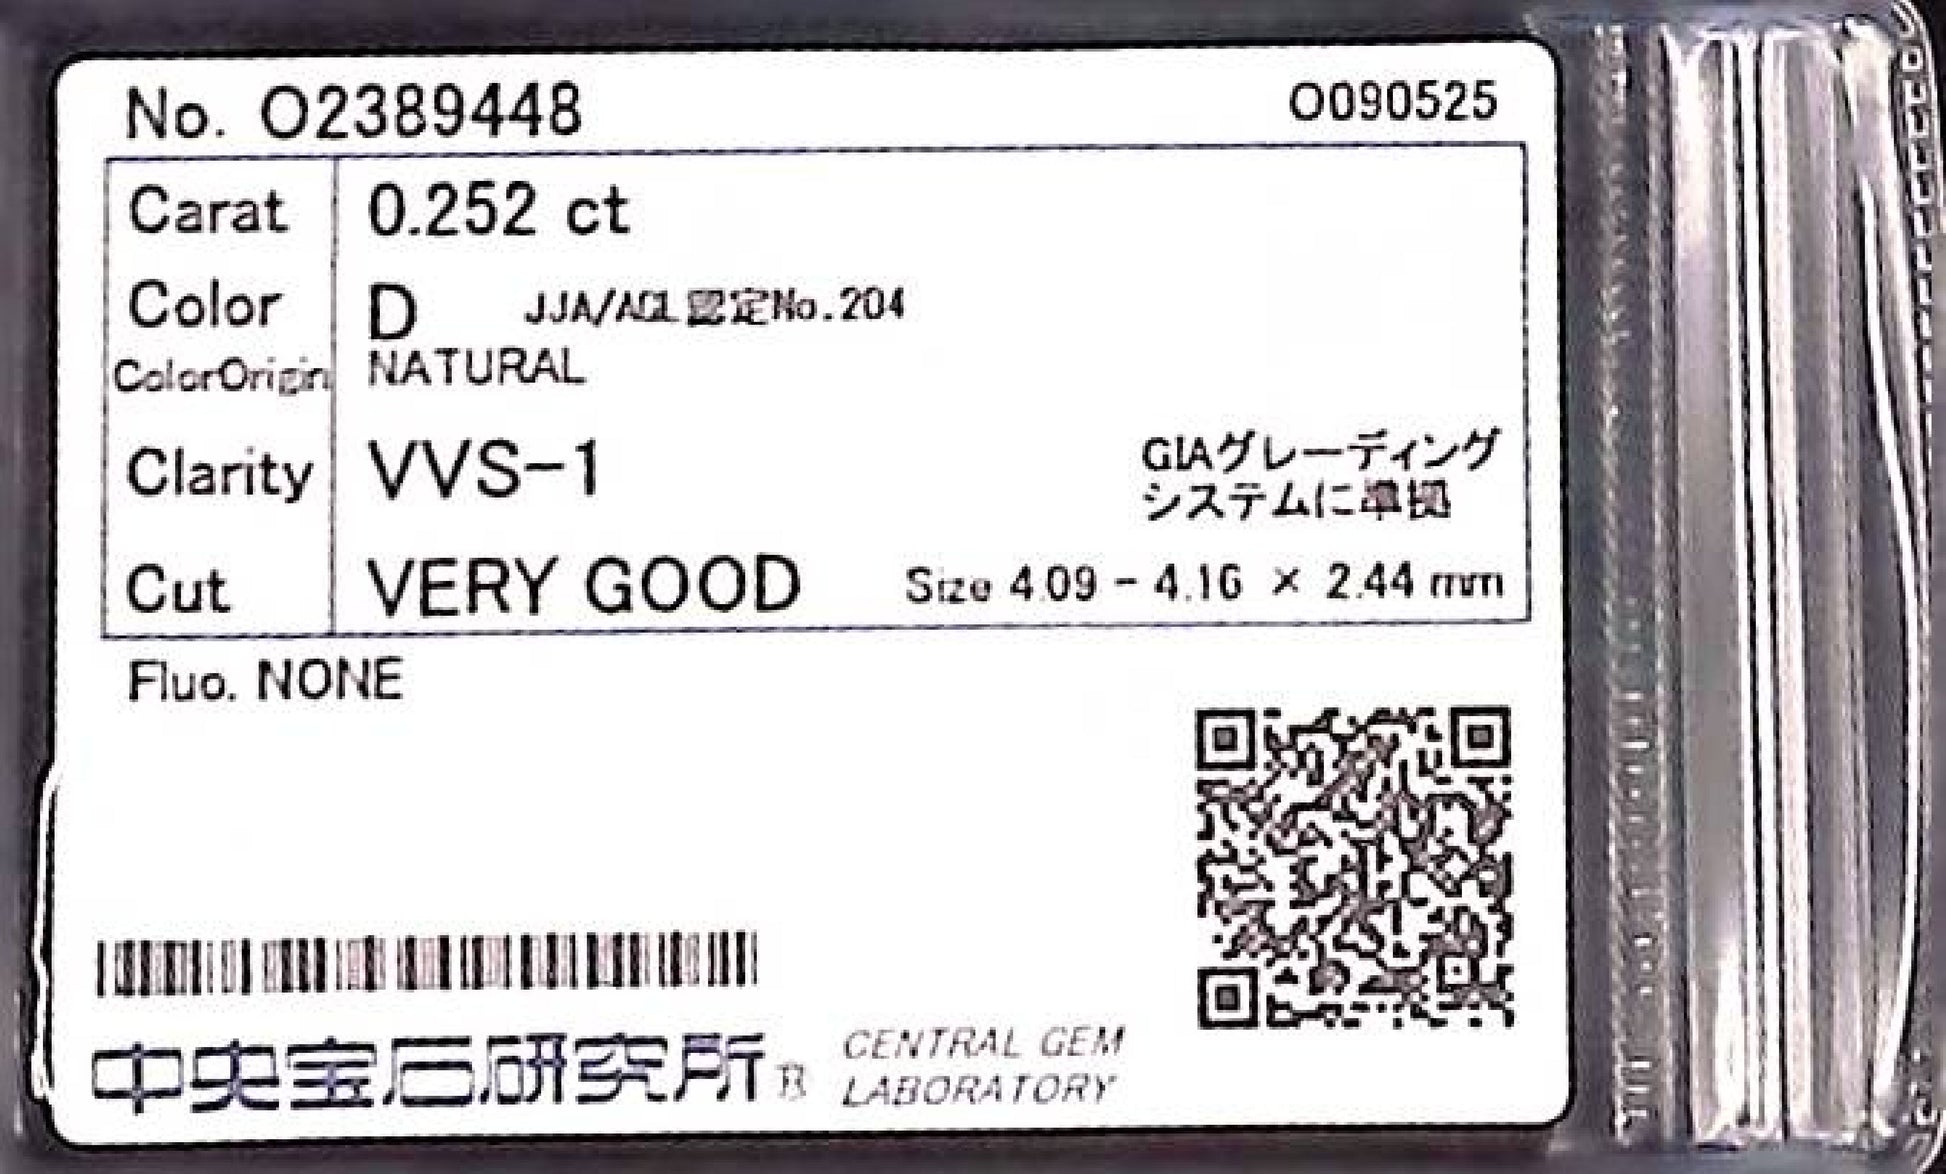 No. O2389448 O090525
Carat 0.252 ct
Color D JJA/AGL認定No.204
ColorOrigin NATURAL
Clarity VVS-1 GIAグレーディング
システムに準拠
Cut VERY GOOD Size 4.09 - 4.16 × 2.44 mm
Fluo. NONE
中央宝石研究所 B CENTRAL GEM
LABORATORY